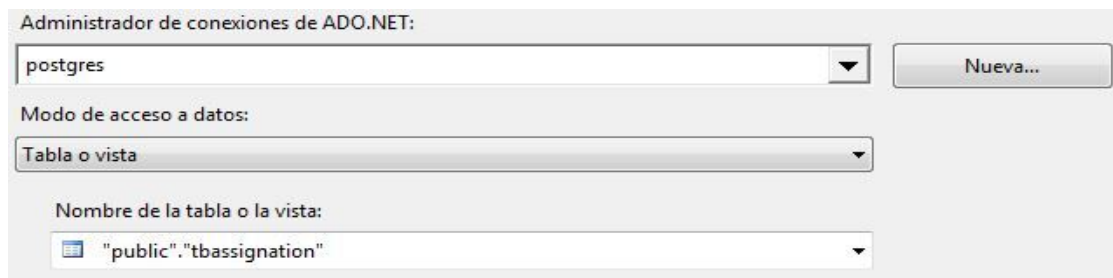 Administrador de conexiones de ADO.NET:
postgres
Nueva...
Modo de acceso a datos:
Tabla o vista
Nombre de la tabla o la vista:
"public"."tbassignation"